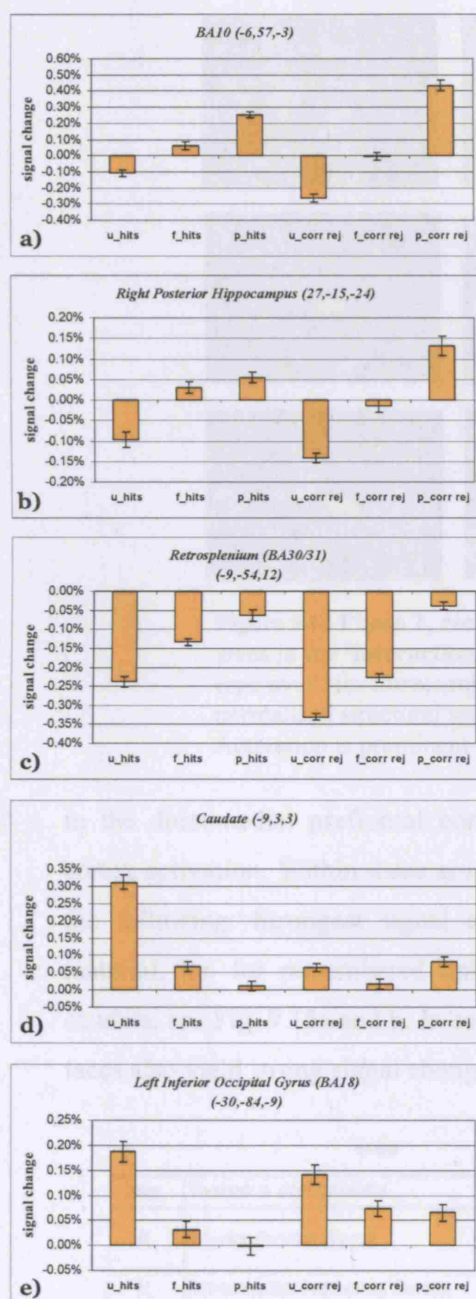 BA10 (-6,57,-3)
signal change
0.60%
0.50%
0.40%
0.30%
0.20%
0.10%
0.00%
-0.10%
-0.20%
-0.30%
-0.40%
u_hits f_hits p_hits u_corr rej f_corr rej p_corr rej
a)
Right Posterior Hippocampus (27,-15,-24)
signal change
0.20%
0.15%
0.10%
0.05%
0.00%
-0.05%
-0.10%
-0.15%
-0.20%
u_hits f_hits p_hits u_corr rej f_corr rej p_corr rej
b)
Retrosplenium (BA30/31)
(-9,-54,12)
signal change
0.00%
-0.05%
-0.10%
-0.15%
-0.20%
-0.25%
-0.30%
-0.35%
-0.40%
u_hits f_hits p_hits u_corr rej f_corr rej p_corr rej
c)
Caudate (-9,3,3)
signal change
0.35%
0.30%
0.25%
0.20%
0.15%
0.10%
0.05%
0.00%
-0.05%
u_hits f_hits p_hits u_corr rej f_corr rej p_corr rej
d)
Left Inferior Occipital Gyrus (BA18)
(-30,-84,-9)
signal change
0.25%
0.20%
0.15%
0.10%
0.05%
0.00%
-0.05%
u_hits f_hits p_hits u_corr rej f_corr rej p_corr rej
e)